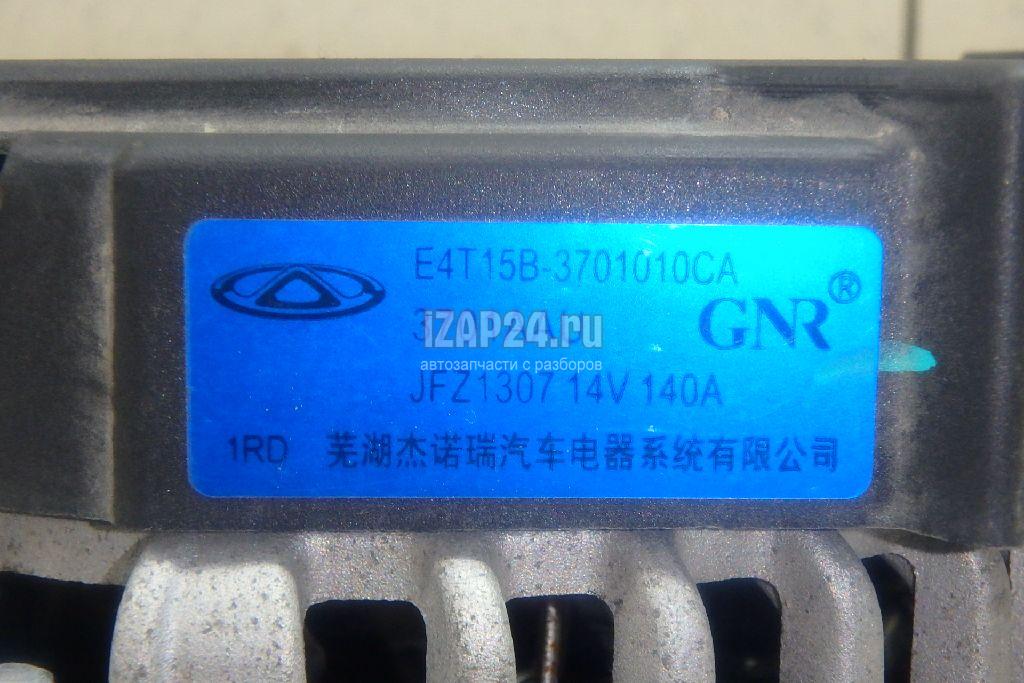 E4T15B-3701010CA
GNR®
iZAP24.ru
автозапчасти с разборов
JFZ1307 14V 140A
1RD 芜湖杰诺瑞汽车电器系统有限公司